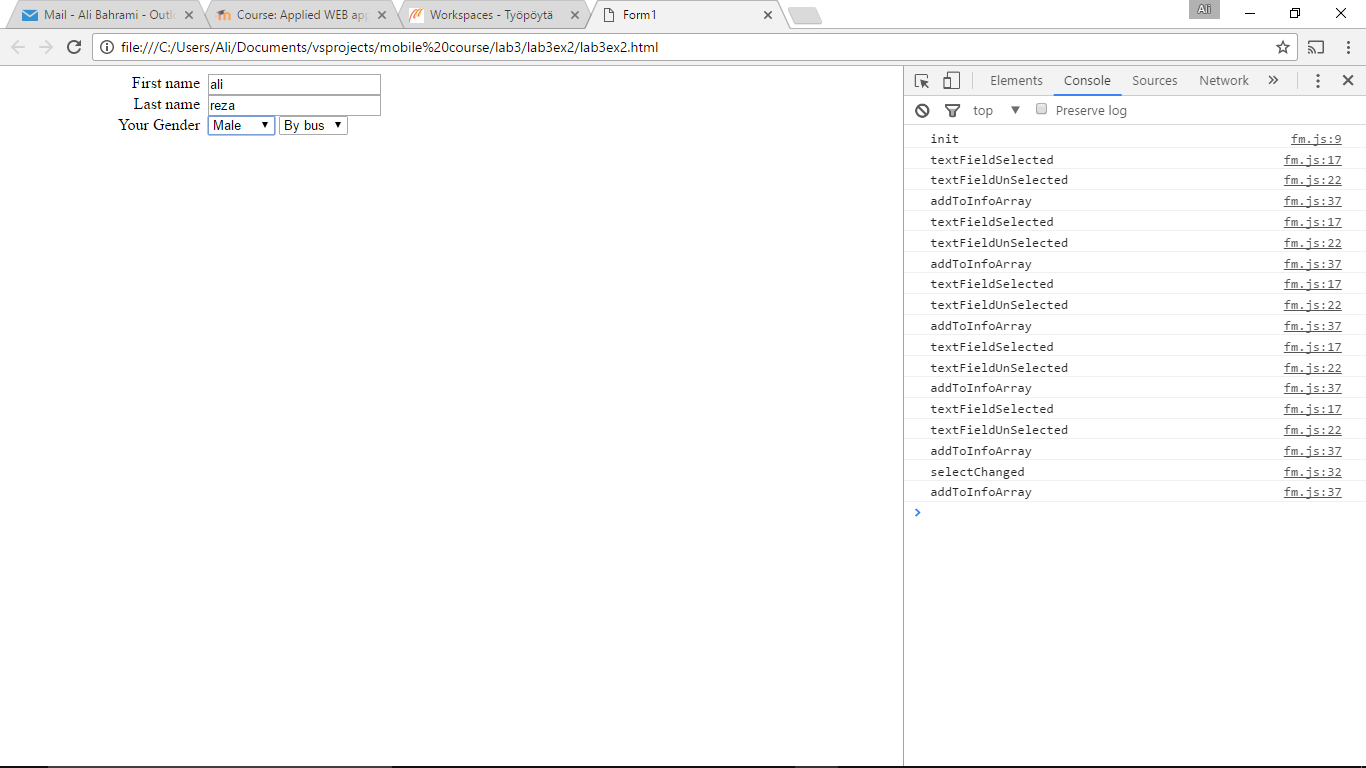 Mail - Ali Bahrami - Outl
Course: Applied WEB ap
Workspaces - Työpöytä
Form1
Ali
file:///C:/Users/Ali/Documents/vsprojects/mobile%20course/lab3/lab3ex2/lab3ex2.html
First name ali
Last name reza
Your Gender Male By bus
Elements Console Sources Network
top Preserve log
init fm.js:9
textFieldSelected fm.js:17
textFieldUnSelected fm.js:22
addToInfoArray fm.js:37
textFieldSelected fm.js:17
textFieldUnSelected fm.js:22
addToInfoArray fm.js:37
textFieldSelected fm.js:17
textFieldUnSelected fm.js:22
addToInfoArray fm.js:37
textFieldSelected fm.js:17
textFieldUnSelected fm.js:22
addToInfoArray fm.js:37
textFieldSelected fm.js:17
textFieldUnSelected fm.js:22
addToInfoArray fm.js:37
selectChanged fm.js:32
addToInfoArray fm.js:37